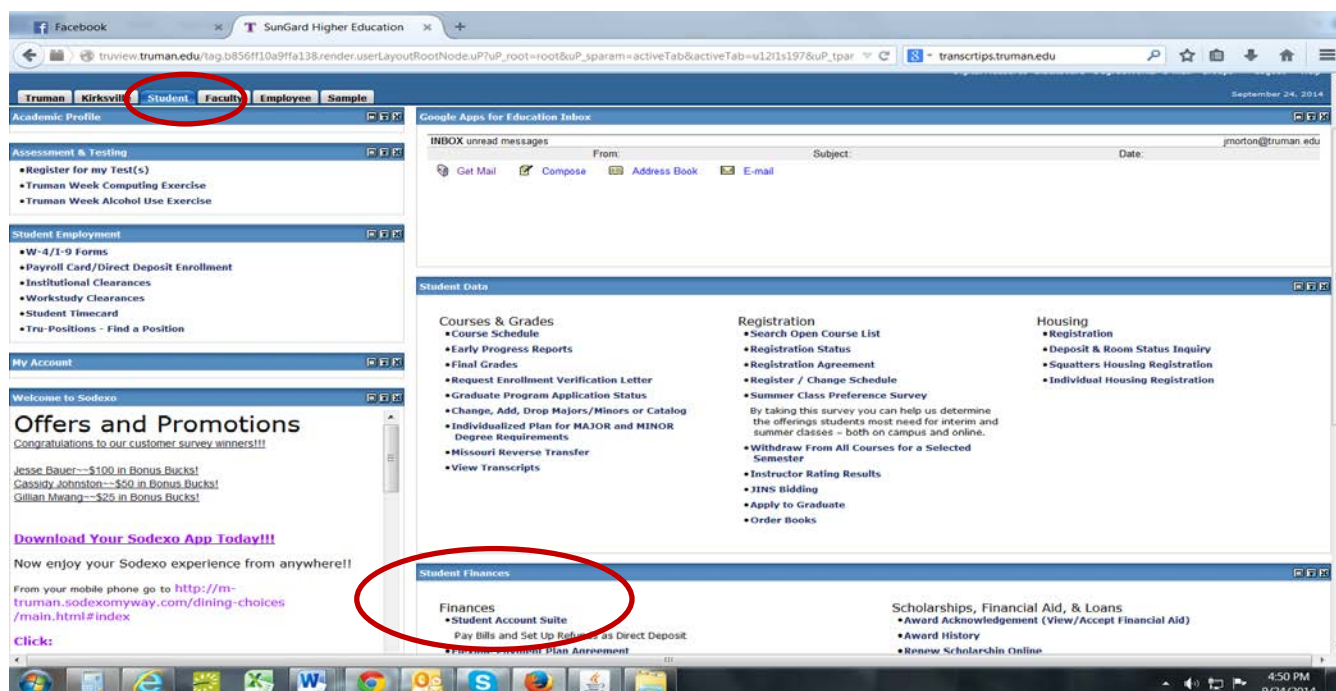 Facebook × SunGard Higher Education × +
truview.truman.edu/tag.b856ff10a9ffa138.render.userLayoutRootNode.uP?uP_root=root&uP_sparam=activeTab&activeTab=u12l1s197&uP_tpar transcrtips.truman.edu
Truman Kirksville Student Faculty Employee Sample
September 24, 2014
Academic Profile
Assessment & Testing
•Register for my Test(s)
•Truman Week Computing Exercise
•Truman Week Alcohol Use Exercise
Student Employment
•W-4/I-9 Forms
•Payroll Card/Direct Deposit Enrollment
•Institutional Clearances
•Workstudy Clearances
•Student Timecard
•Tru-Positions - Find a Position
My Account
Welcome to Sodexo
Offers and Promotions
Congratulations to our customer survey winners!!!
Jesse Bauer~~$100 in Bonus Bucks!
Cassidy Johnston~~$50 in Bonus Bucks!
Gillian Mwang~~$25 in Bonus Bucks!
Download Your Sodexo App Today!!!
Now enjoy your Sodexo experience from anywhere!!
From your mobile phone go to http://m-
truman.sodexomyway.com/dining-choices
/main.html#index
Click:
Google Apps for Education Inbox
INBOX unread messages jmorton@truman.edu
From: Subject: Date:
Get Mail Compose Address Book E-mail
Student Data
Courses & Grades
•Course Schedule
•Early Progress Reports
•Final Grades
•Request Enrollment Verification Letter
•Graduate Program Application Status
•Change, Add, Drop Majors/Minors or Catalog
•Individualized Plan for MAJOR and MINOR
Degree Requirements
•Missouri Reverse Transfer
•View Transcripts
Registration
•Search Open Course List
•Registration Status
•Registration Agreement
•Register / Change Schedule
•Summer Class Preference Survey
By taking this survey you can help us determine
the offerings students most need for interim and
summer classes – both on campus and online.
•Withdraw From All Courses for a Selected
Semester
•Instructor Rating Results
•JINS Bidding
•Apply to Graduate
•Order Books
Housing
•Registration
•Deposit & Room Status Inquiry
•Squatters Housing Registration
•Individual Housing Registration
Student Finances
Finances
•Student Account Suite
Pay Bills and Set Up Refunds as Direct Deposit
•Flexible Payment Plan Agreement
Scholarships, Financial Aid, & Loans
•Award Acknowledgement (View/Accept Financial Aid)
•Award History
•Renew Scholarship Online
4:50 PM
9/24/2014